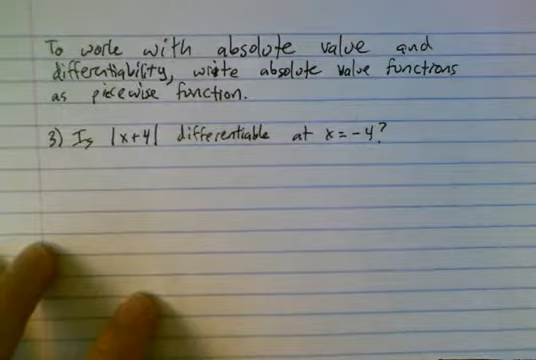 To work with absolute value and
differentiability, write absolute value functions
as piecewise function.
3) Is |x+4| differentiable at x=-4?